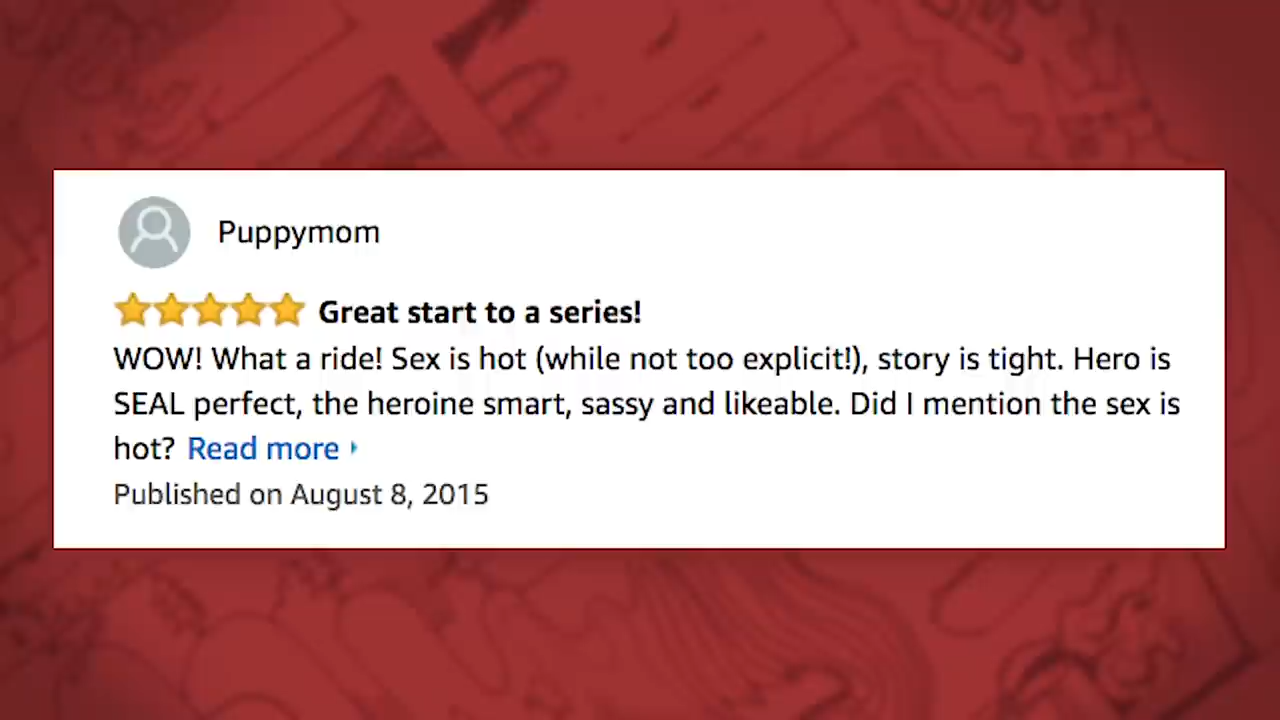 Puppymom
Great start to a series!
WOW! What a ride! Sex is hot (while not too explicit!), story is tight. Hero is
SEAL perfect, the heroine smart, sassy and likeable. Did I mention the sex is
hot? Read more
Published on August 8, 2015